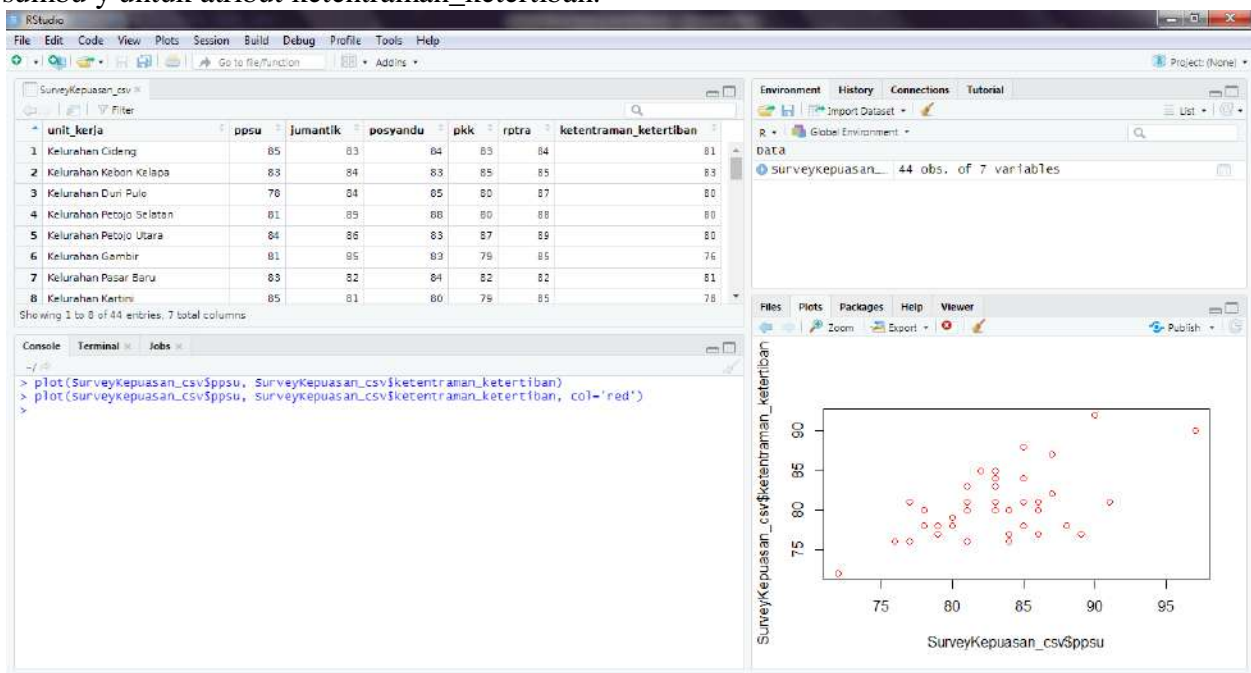 sumbu y untuk atribut ketentraman_ketertiban.
RStudio
File Edit Code View Plots Session Build Debug Profile Tools Help
Go to file/function Addins
Project: (None)
SurveyKepuasan_csv
Filter
unit_kerja ppsu jumantik posyandu pkk rptra ketentraman_ketertiban
1 Kelurahan Cideng 85 83 84 83 84 81
2 Kelurahan Kebon Kelapa 83 84 83 85 85 83
3 Kelurahan Duri Pulo 78 84 85 80 87 80
4 Kelurahan Petojo Selatan 81 89 88 80 88 80
5 Kelurahan Petojo Utara 84 86 83 87 89 80
6 Kelurahan Gambir 81 85 83 79 85 76
7 Kelurahan Pasar Baru 83 82 84 82 82 81
8 Kelurahan Kartini 85 81 80 79 85 78
Showing 1 to 8 of 44 entries, 7 total columns
Console Terminal Jobs
~/
> plot(SurveyKepuasan_csv$ppsu, SurveyKepuasan_csv$ketentraman_ketertiban)
> plot(SurveyKepuasan_csv$ppsu, SurveyKepuasan_csv$ketentraman_ketertiban, col='red')
>
Environment History Connections Tutorial
Import Dataset List
R Global Environment
Data
SurveyKepuasan_… 44 obs. of 7 variables
Files Plots Packages Help Viewer
Zoom Export Publish
SurveyKepuasan_csv$ketentraman_ketertiban
90
85
80
75
75 80 85 90 95
SurveyKepuasan_csv$ppsu